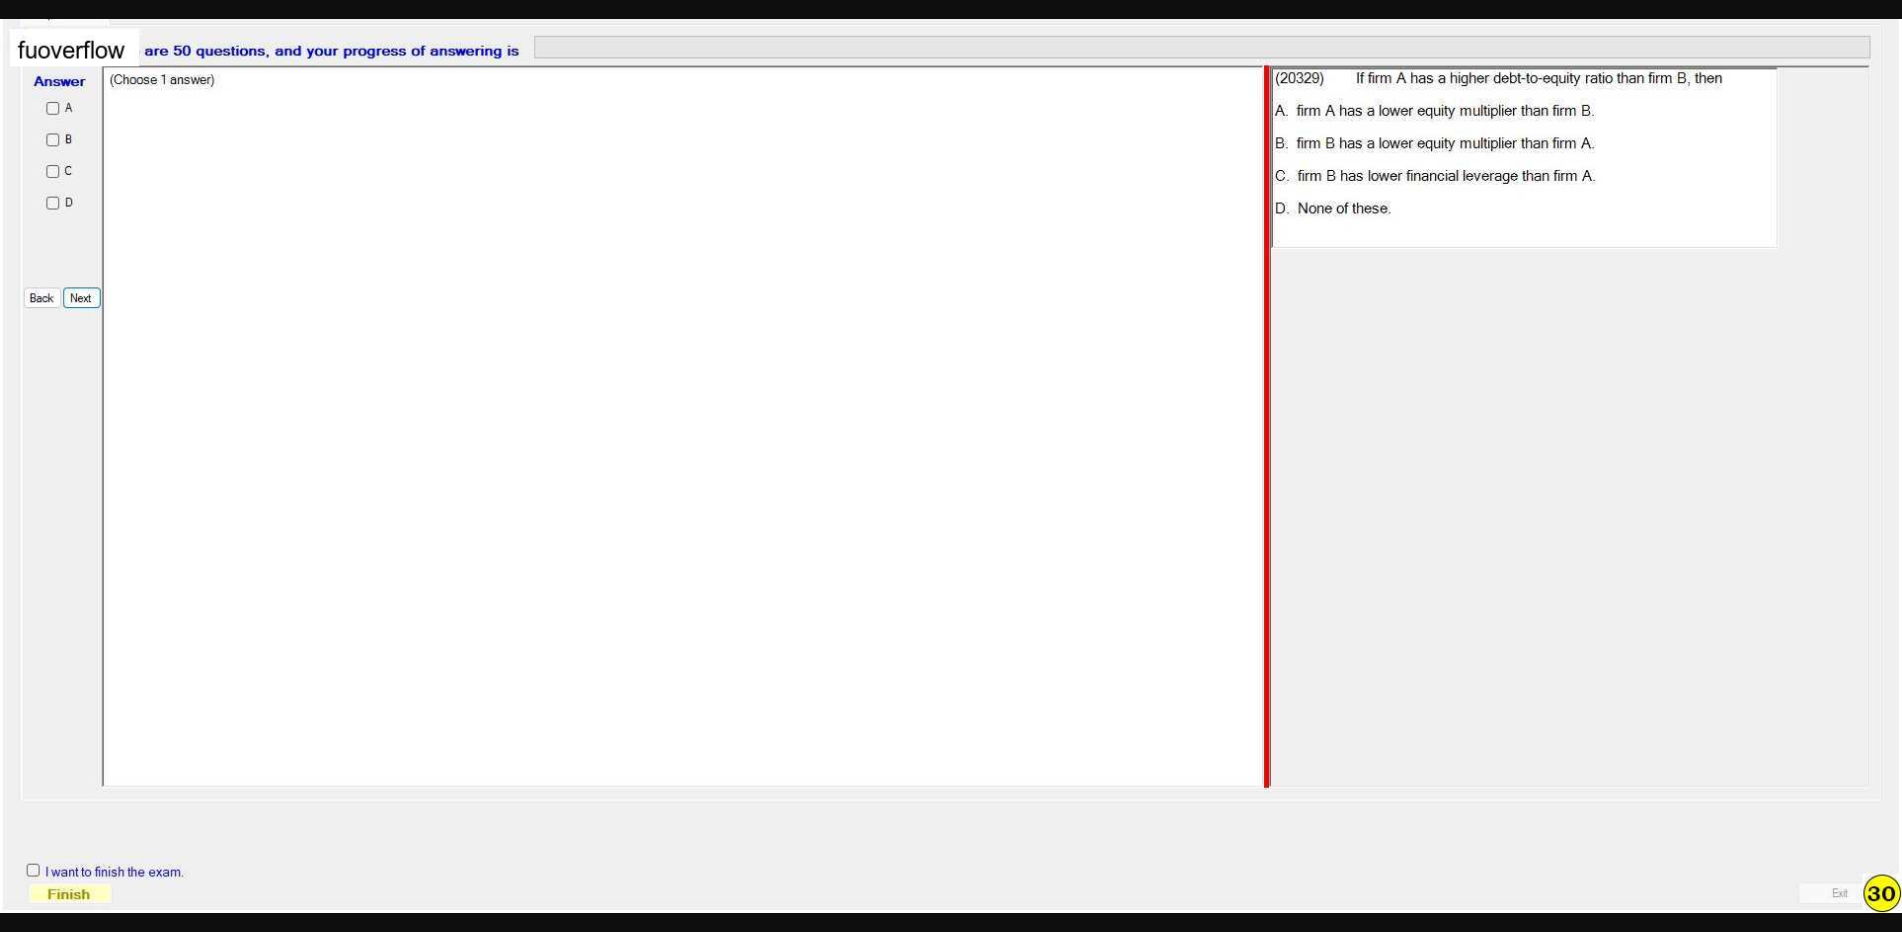 fuoverflow are 50 questions, and your progress of answering is
Answer
(Choose 1 answer)
A
B
C
D
Back Next
(20329) If firm A has a higher debt-to-equity ratio than firm B, then
A. firm A has a lower equity multiplier than firm B.
B. firm B has a lower equity multiplier than firm A.
C. firm B has lower financial leverage than firm A.
D. None of these.
I want to finish the exam.
Finish
Exit 30